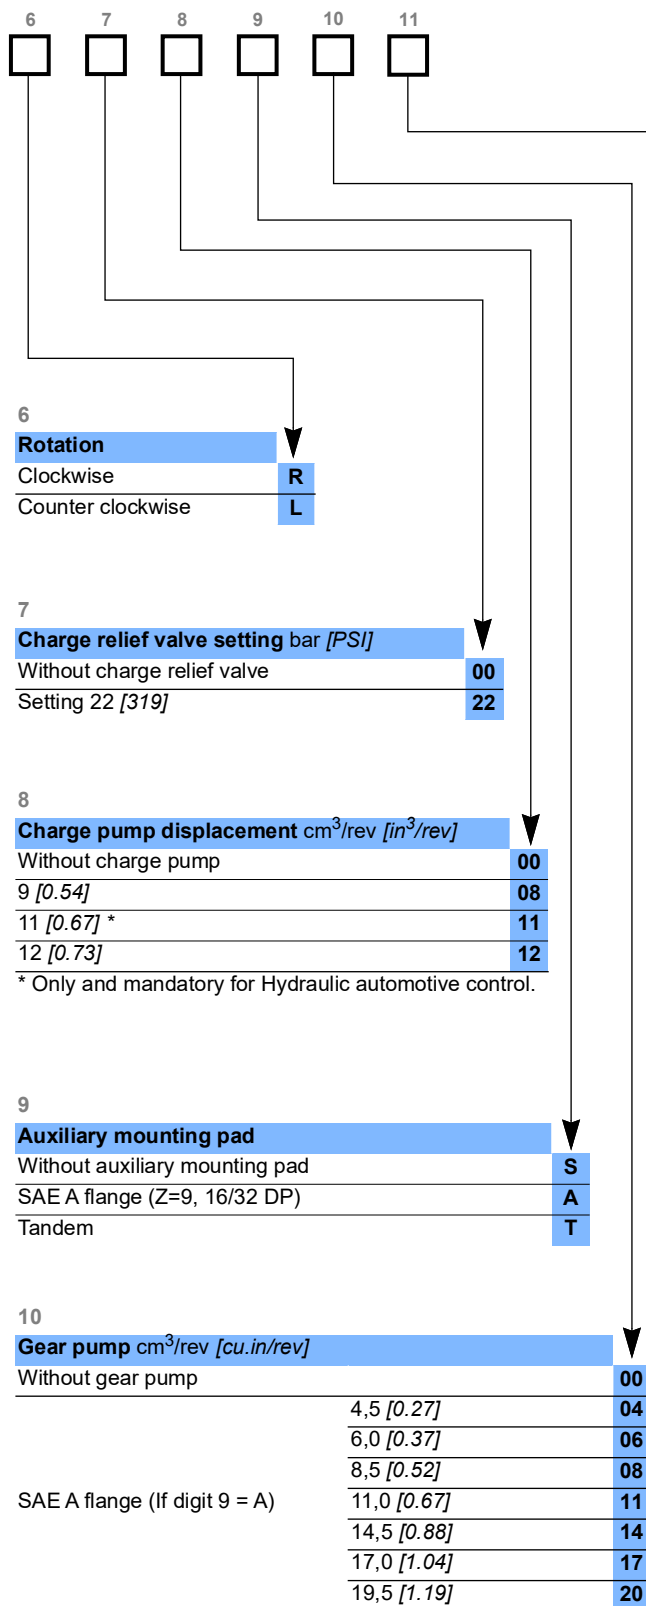 6 7 8 9 10 11
6
Rotation
Clockwise R
Counter clockwise L
7
Charge relief valve setting bar [PSI]
Without charge relief valve 00
Setting 22 [319] 22
8
Charge pump displacement cm³/rev [in³/rev]
Without charge pump 00
9 [0.54] 08
11 [0.67] * 11
12 [0.73] 12
* Only and mandatory for Hydraulic automotive control.
9
Auxiliary mounting pad
Without auxiliary mounting pad S
SAE A flange (Z=9, 16/32 DP) A
Tandem T
10
Gear pump cm³/rev [cu.in/rev]
Without gear pump 00
4,5 [0.27] 04
6,0 [0.37] 06
8,5 [0.52] 08
SAE A flange (If digit 9 = A) 11,0 [0.67] 11
14,5 [0.88] 14
17,0 [1.04] 17
19,5 [1.19] 20